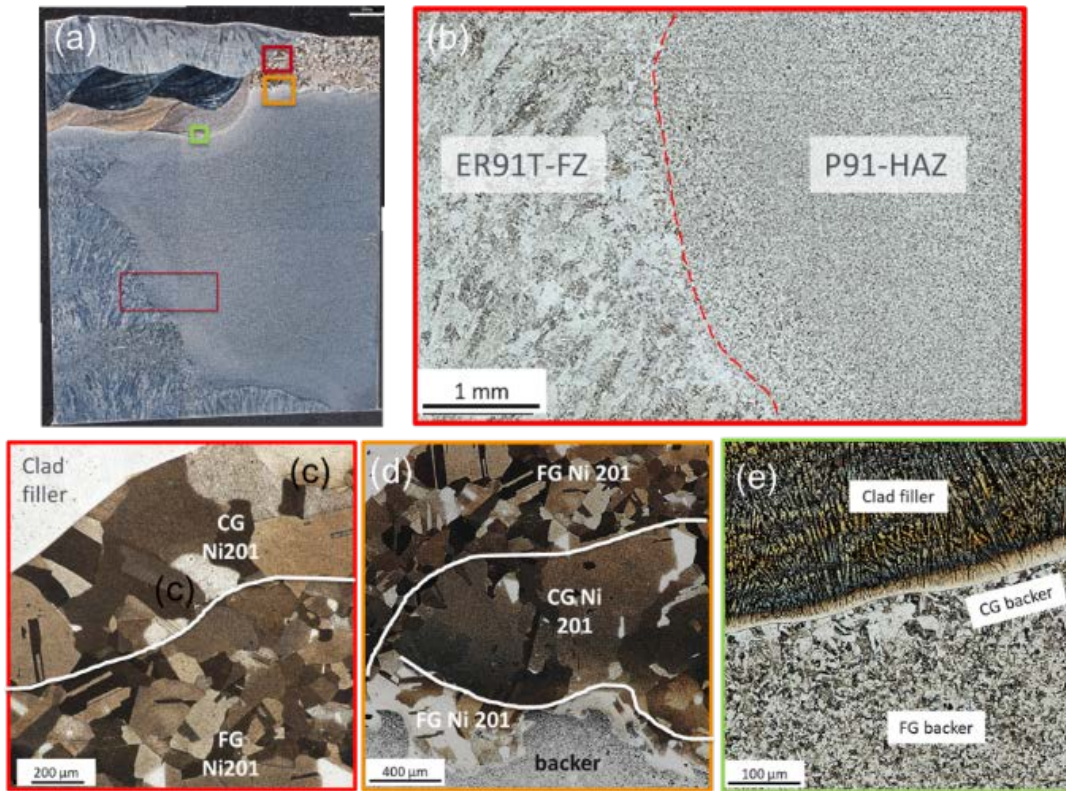 (a)
(b)
ER91T-FZ
P91-HAZ
1 mm
Clad
filler
(c)
CG
Ni201
(c)
FG
Ni201
200 µm
(d)
FG Ni 201
CG Ni
201
FG Ni 201
backer
400 µm
(e)
Clad filler
CG backer
FG backer
100 µm